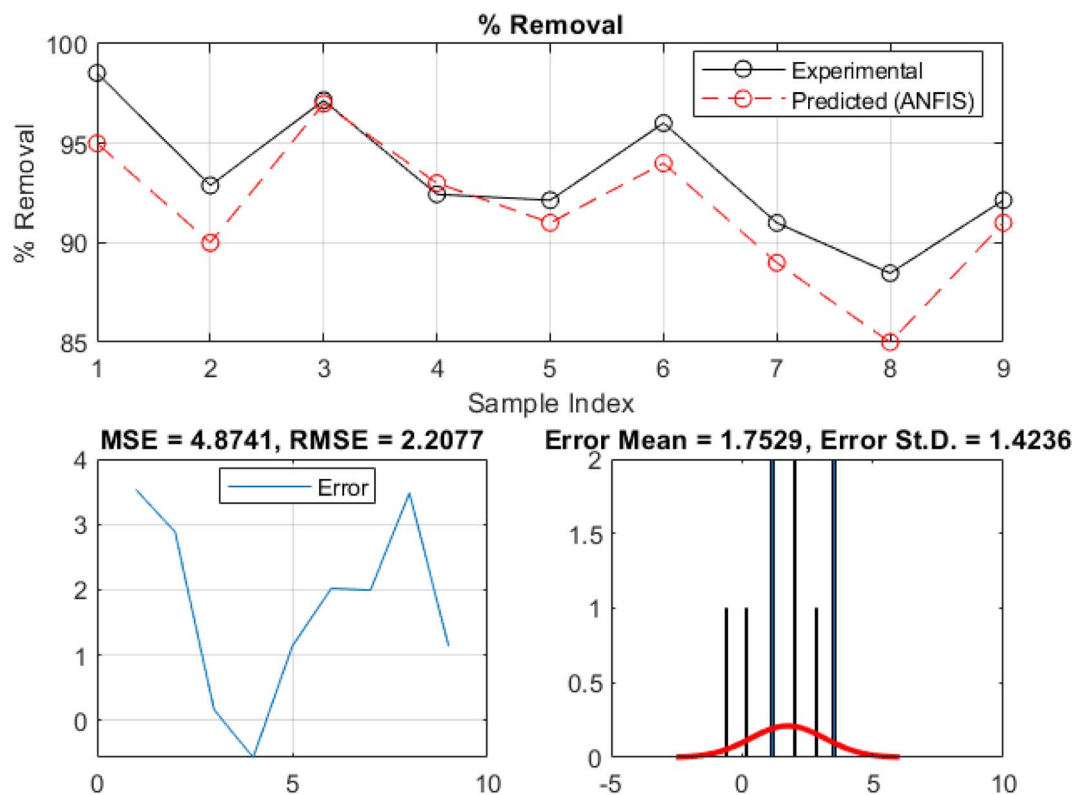 % Removal
100
95
90
85
% Removal
Experimental
Predicted (ANFIS)
1 2 3 4 5 6 7 8 9
Sample Index
MSE = 4.8741, RMSE = 2.2077
4
3
2
1
0
Error
0 5 10
Error Mean = 1.7529, Error St.D. = 1.4236
2
1.5
1
0.5
0
-5 0 5 10